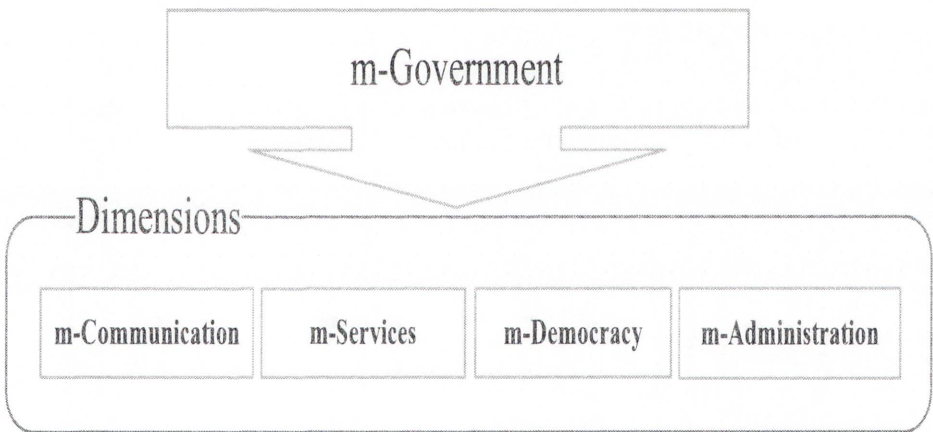 m-Government
Dimensions
m-Communication
m-Services
m-Democracy
m-Administration